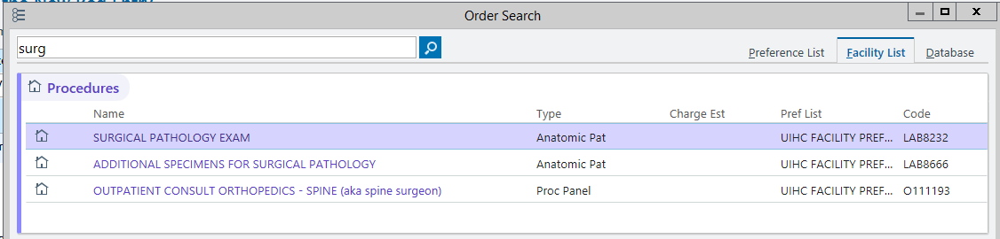 Order Search
surg
Preference List Facility List Database
Procedures
Name Type Charge Est Pref List Code
SURGICAL PATHOLOGY EXAM Anatomic Pat UIHC FACILITY PREF... LAB8232
ADDITIONAL SPECIMENS FOR SURGICAL PATHOLOGY Anatomic Pat UIHC FACILITY PREF... LAB8666
OUTPATIENT CONSULT ORTHOPEDICS - SPINE (aka spine surgeon) Proc Panel UIHC FACILITY PREF... O111193